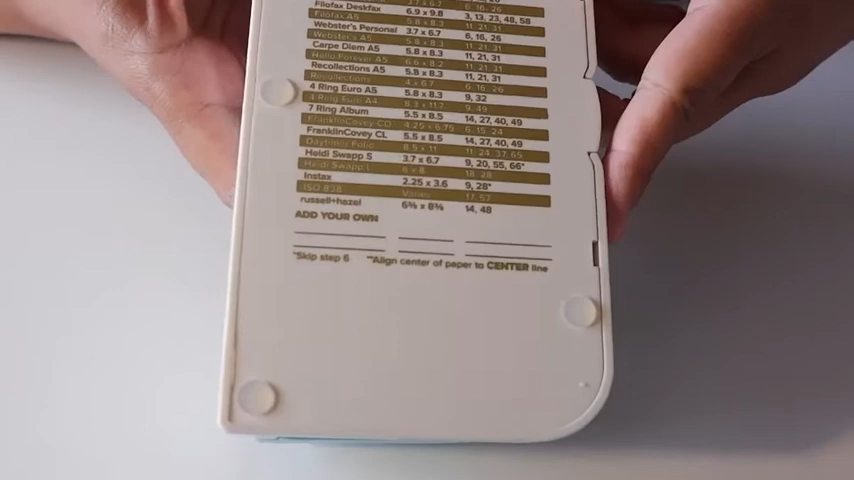 Filofax Deskfax 6.9 x 9.8 3, 13, 23, 48, 58
Filofax A5 5.8 x 8.3 11, 21, 31
Webster's Personal 3.7 x 6.7 6, 16, 26
Webster's A5 5.8 x 8.3 11, 21, 31
Carpe Diem A5 5.8 x 8.3 11, 21, 31
Hello Forever A5 6.6 x 8.2 11, 21, 31
Recollections A5 5.8 x 8.3 11, 21, 31
Recollections 4 x 6.75 6, 16, 26
4 Ring Euro A5 5.8 x 8.3 9, 32
4 Ring Euro A4 8.3 x 11.7 9, 49
7 Ring Album 5.5 x 8.5 14, 27, 40, 49
FranklinCovey CO 4.25 x 6.75 6, 15, 24
FranklinCovey CL 5.5 x 8.5 14, 27, 40, 49
Daytimer Folio 8.5 x 11 11, 24, 37, 65
Heidi Swapp S 3.7 x 6.7 9, 20, 55, 66*
Heidi Swapp L 8 x 8 18, 28
Instax 2.25 x 3.6 9, 28*
ISO 838 Varies 17, 57
russell+hazel 6⅜ x 8⅜ 14, 48
ADD YOUR OWN
*Skip step 6 **Align center of paper to CENTER line